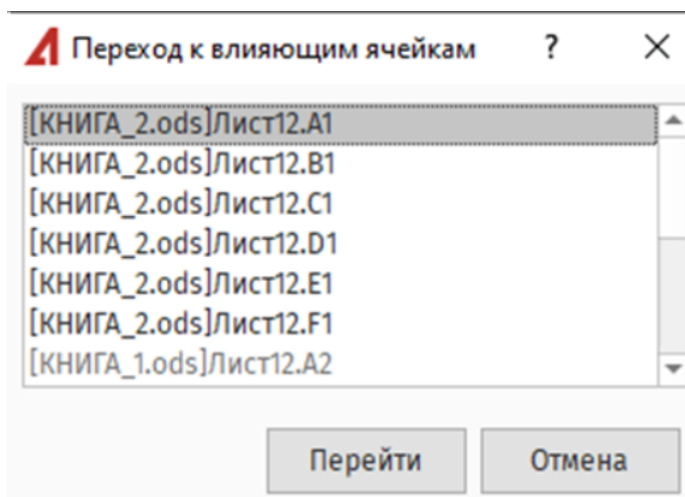 Переход к влияющим ячейкам ? ×
[КНИГА_2.ods]Лист12.A1
[КНИГА_2.ods]Лист12.B1
[КНИГА_2.ods]Лист12.C1
[КНИГА_2.ods]Лист12.D1
[КНИГА_2.ods]Лист12.E1
[КНИГА_2.ods]Лист12.F1
[КНИГА_1.ods]Лист12.A2
Перейти Отмена